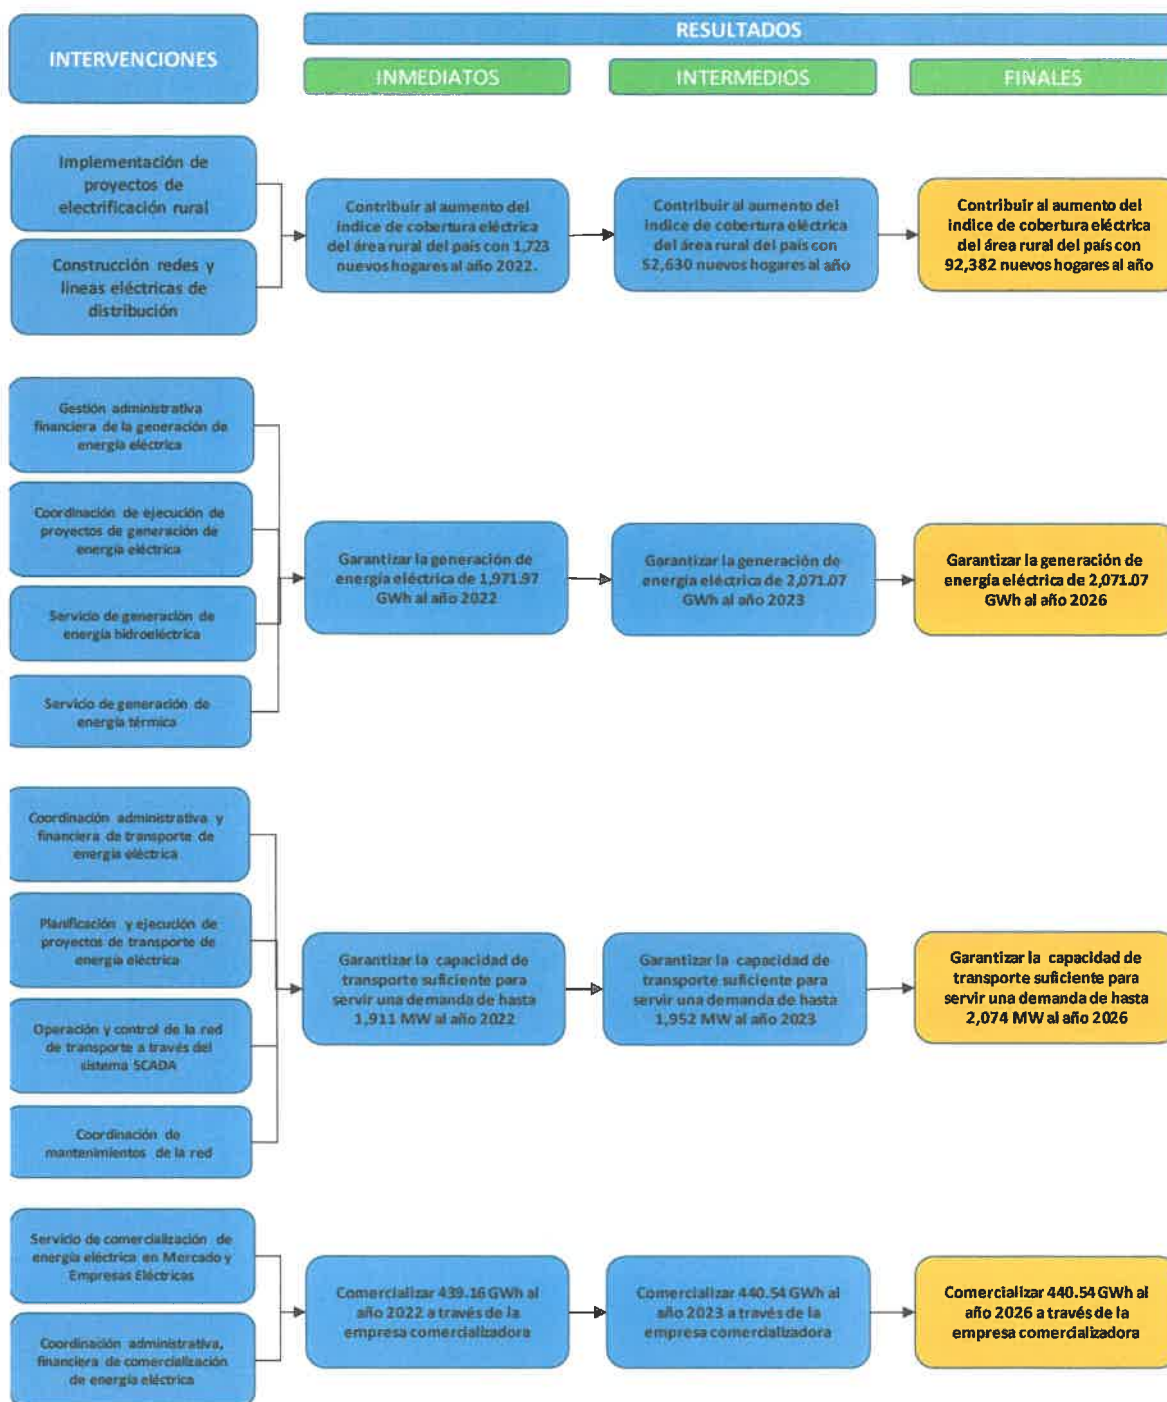 INTERVENCIONES
RESULTADOS
INMEDIATOS
INTERMEDIOS
FINALES
Implementación de
proyectos de
electrificación rural
Construcción redes y
líneas eléctricas de
distribución
Contribuir al aumento del
índice de cobertura eléctrica
del área rural del país con 1,723
nuevos hogares al año 2022.
Contribuir al aumento del
índice de cobertura eléctrica
del área rural del país con
52,630 nuevos hogares al año
Contribuir al aumento del
índice de cobertura eléctrica
del área rural del país con
92,382 nuevos hogares al año
Gestión administrativa
financiera de la generación de
energía eléctrica
Coordinación de ejecución de
proyectos de generación de
energía eléctrica
Servicio de generación de
energía hidroeléctrica
Servicio de generación de
energía térmica
Garantizar la generación de
energía eléctrica de 1,971.97
GWh al año 2022
Garantizar la generación de
energía eléctrica de 2,071.07
GWh al año 2023
Garantizar la generación de
energía eléctrica de 2,071.07
GWh al año 2026
Coordinación administrativa y
financiera de transporte de
energía eléctrica
Planificación y ejecución de
proyectos de transporte de
energía eléctrica
Operación y control de la red
de transporte a través del
sistema SCADA
Coordinación de
mantenimientos de la red
Garantizar la capacidad de
transporte suficiente para
servir una demanda de hasta
1,911 MW al año 2022
Garantizar la capacidad de
transporte suficiente para
servir una demanda de hasta
1,952 MW al año 2023
Garantizar la capacidad de
transporte suficiente para
servir una demanda de hasta
2,074 MW al año 2026
Servicio de comercialización de
energía eléctrica en Mercado y
Empresas Eléctricas
Coordinación administrativa,
financiera de comercialización
de energía eléctrica
Comercializar 439.16 GWh al
año 2022 a través de la
empresa comercializadora
Comercializar 440.54 GWh al
año 2023 a través de la
empresa comercializadora
Comercializar 440.54 GWh al
año 2026 a través de la
empresa comercializadora